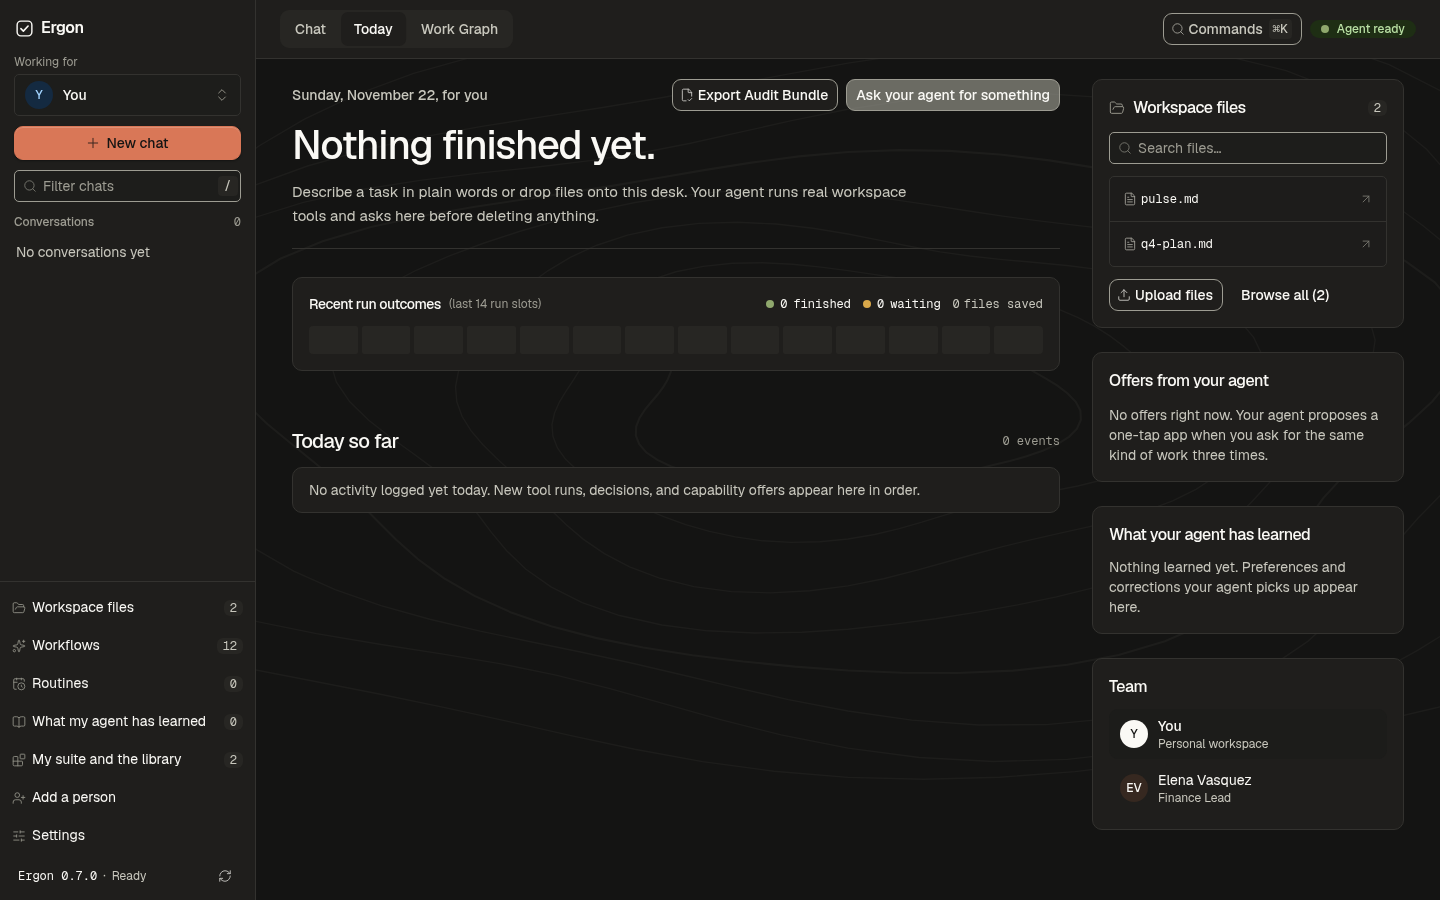 Ergon
Working for
Y You
New chat
Filter chats /
Conversations 0
No conversations yet
Workspace files 2
Workflows 12
Routines 0
What my agent has learned 0
My suite and the library 2
Add a person
Settings
Ergon 0.7.0 · Ready
Chat Today Work Graph
Commands ⌘K Agent ready
Sunday, November 22, for you
Export Audit Bundle Ask your agent for something
Nothing finished yet.
Describe a task in plain words or drop files onto this desk. Your agent runs real workspace
tools and asks here before deleting anything.
Recent run outcomes (last 14 run slots) 0 finished 0 waiting 0 files saved
Today so far 0 events
No activity logged yet today. New tool runs, decisions, and capability offers appear here in order.
Workspace files 2
Search files…
pulse.md
q4-plan.md
Upload files Browse all (2)
Offers from your agent
No offers right now. Your agent proposes a
one-tap app when you ask for the same
kind of work three times.
What your agent has learned
Nothing learned yet. Preferences and
corrections your agent picks up appear
here.
Team
Y You
Personal workspace
EV Elena Vasquez
Finance Lead